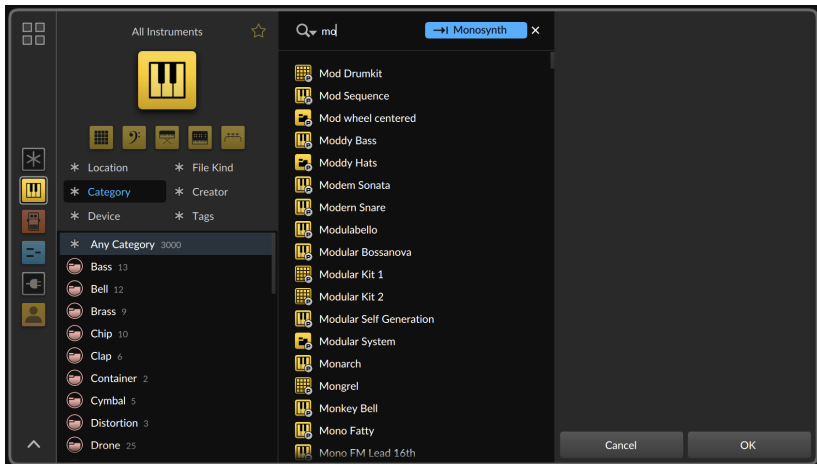 All Instruments
* Location
* File Kind
* Category
* Creator
* Device
* Tags
* Any Category 3000
Bass 13
Bell 12
Brass 9
Chip 10
Clap 6
Container 2
Cymbal 5
Distortion 3
Drone 25
mo
Monosynth
Mod Drumkit
Mod Sequence
Mod wheel centered
Moddy Bass
Moddy Hats
Modem Sonata
Modern Snare
Modulabello
Modular Bossanova
Modular Kit 1
Modular Kit 2
Modular Self Generation
Modular System
Monarch
Mongrel
Monkey Bell
Mono Fatty
Mono FM Lead 16th
Cancel
OK